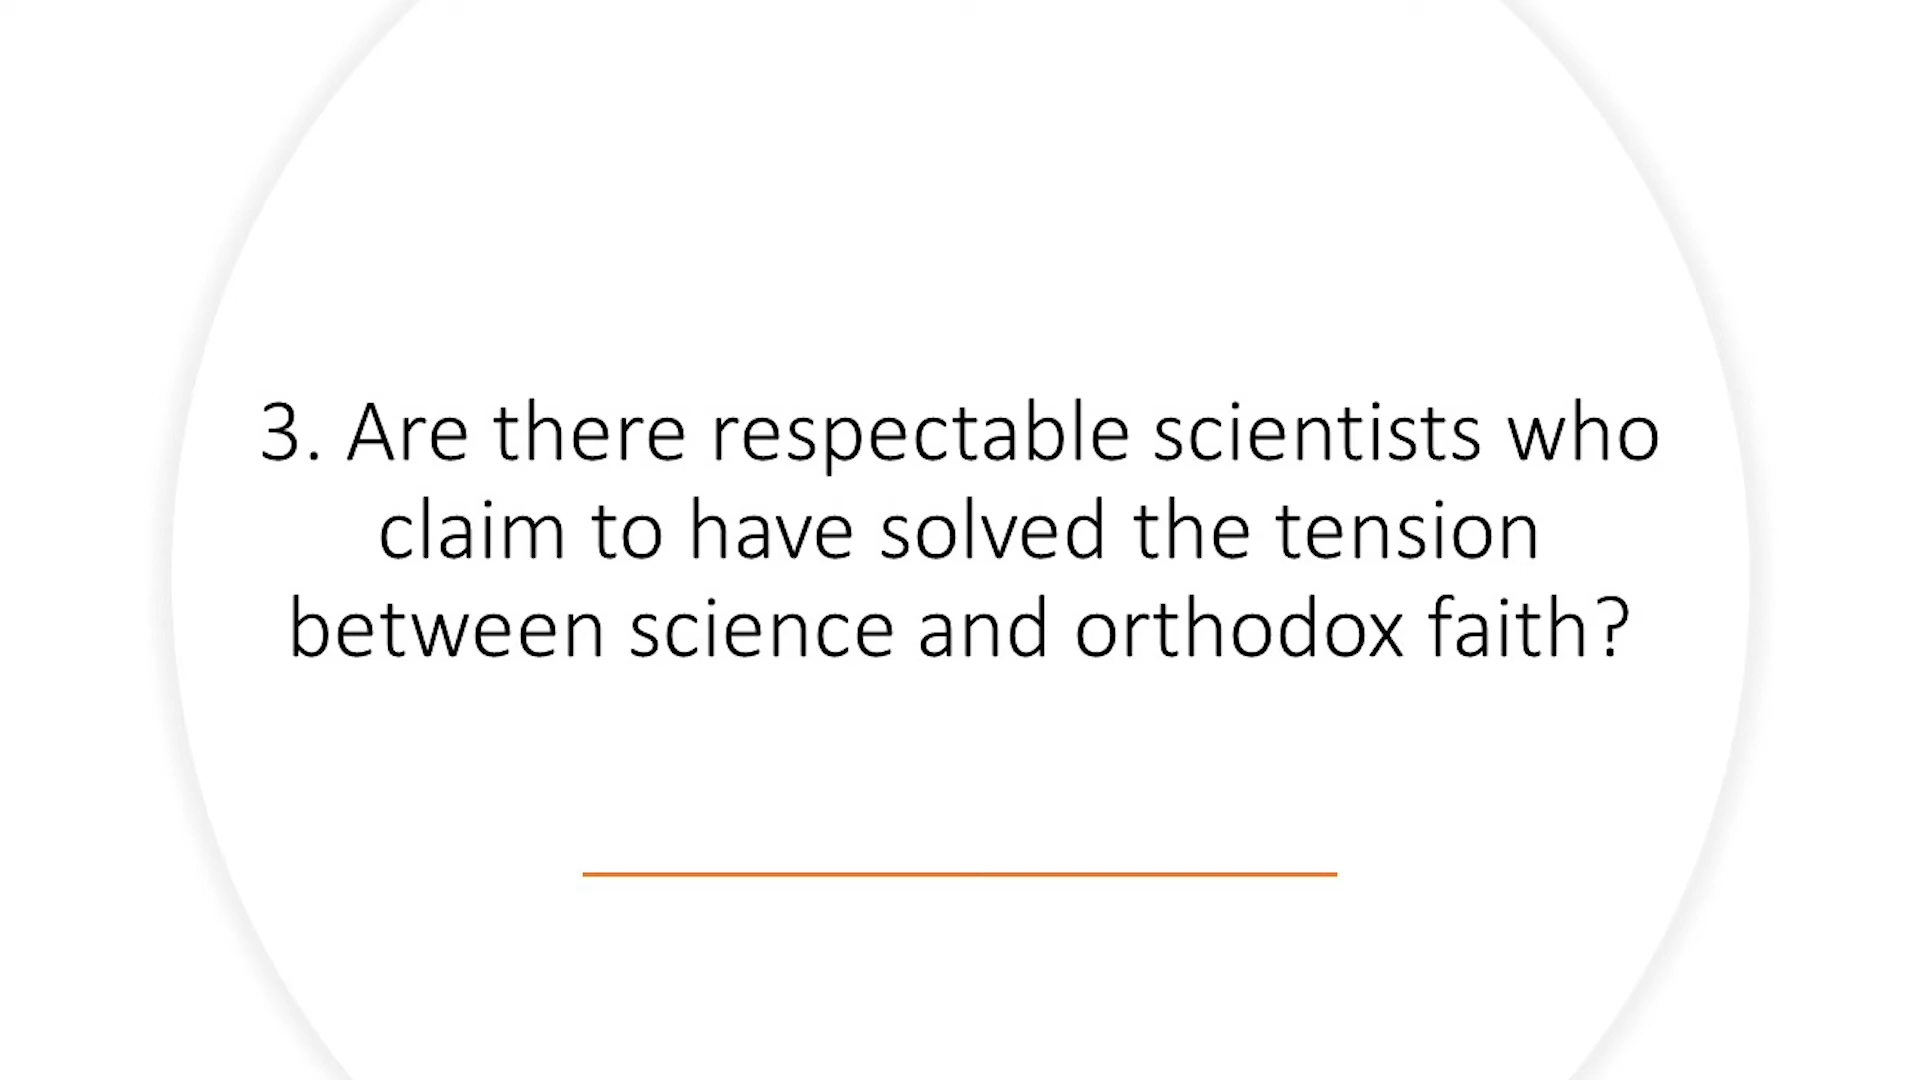 3. Are there respectable scientists who
claim to have solved the tension
between science and orthodox faith?